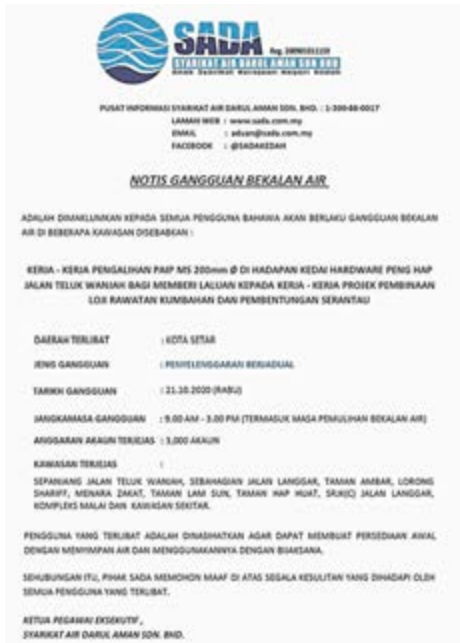 SADA
SYARIKAT AIR DARUL AMAN SDN BHD
Anak Syarikat Kerajaan Negeri Kedah
PUSAT INFORMASI SYARIKAT AIR DARUL AMAN SDN. BHD. : 1-300-88-0017
LAMAN WEB : www.sada.com.my
EMAIL : aduan@sada.com.my
FACEBOOK : @SADAKEDAH
NOTIS GANGGUAN BEKALAN AIR
ADALAH DIMAKLUMKAN KEPADA SEMUA PENGGUNA BAHAWA AKAN BERLAKU GANGGUAN BEKALAN
AIR DI BEBERAPA KAWASAN DISEBABKAN :
KERJA - KERJA PENGALIHAN PAIP MS 200mm Ø DI HADAPAN KEDAI HARDWARE PENG HAP
JALAN TELUK WANJAH BAGI MEMBERI LALUAN KEPADA KERJA - KERJA PROJEK PEMBINAAN
LOJI RAWATAN KUMBAHAN DAN PEMBENTUNGAN SERANTAU
DAERAH TERLIBAT : KOTA SETAR
JENIS GANGGUAN : PENYELENGGARAN BERJADUAL
TARIKH GANGGUAN : 21.10.2020 (RABU)
JANGKAMASA GANGGUAN : 9.00 AM - 3.00 PM (TERMASUK MASA PEMULIHAN BEKALAN AIR)
ANGGARAN AKAUN TERJEJAS : 3,000 AKAUN
KAWASAN TERJEJAS :
SEPANJANG JALAN TELUK WANJAH, SEBAHAGIAN JALAN LANGGAR, TAMAN AMBAR, LORONG
SHARIFF, MENARA ZAKAT, TAMAN LAM SUN, TAMAN HAP HUAT, SRJK(C) JALAN LANGGAR,
KOMPLEKS MALAI DAN KAWASAN SEKITAR.
PENGGUNA YANG TERLIBAT ADALAH DINASIHATKAN AGAR DAPAT MEMBUAT PERSEDIAAN AWAL
DENGAN MENYIMPAN AIR DAN MENGGUNAKANNYA DENGAN BIJAKSANA.
SEHUBUNGAN ITU, PIHAK SADA MEMOHON MAAF DI ATAS SEGALA KESULITAN YANG DIHADAPI OLEH
SEMUA PENGGUNA YANG TERLIBAT.
KETUA PEGAWAI EKSEKUTIF ,
SYARIKAT AIR DARUL AMAN SDN. BHD.